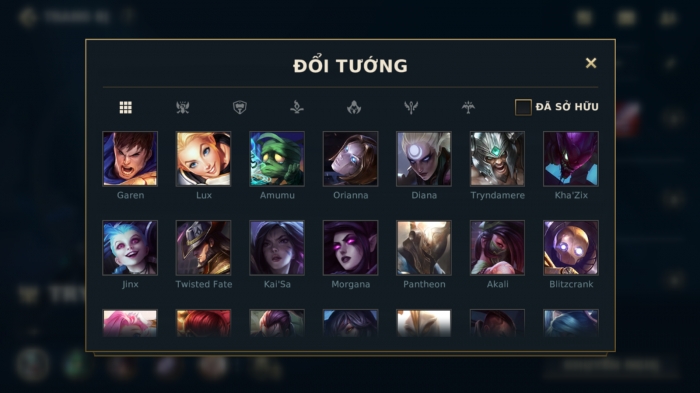 ĐỔI TƯỚNG
ĐÃ SỞ HỮU
Garen Lux Amumu Orianna Diana Tryndamere Kha'Zix
Jinx Twisted Fate Kai'Sa Morgana Pantheon Akali Blitzcrank